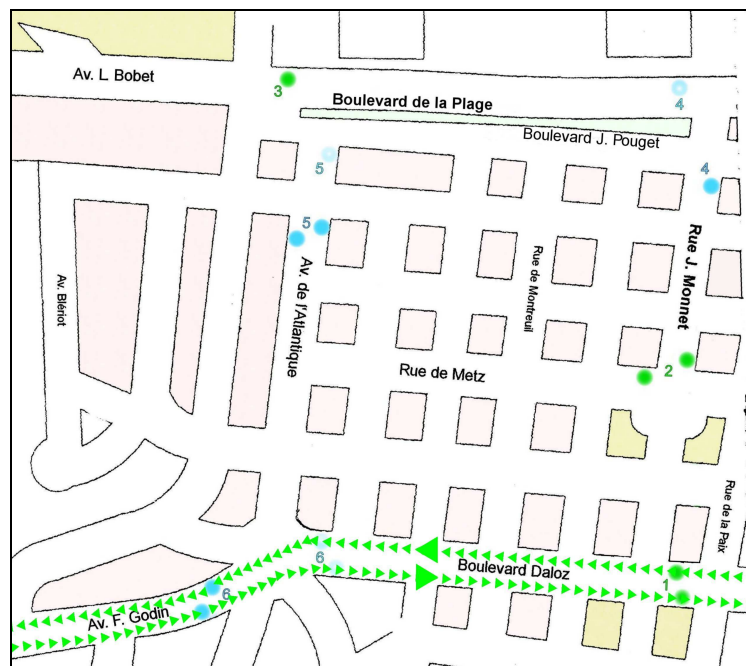 Av. L. Bobet
3
Boulevard de la Plage
4
Boulevard J. Pouget
5
4
5
Rue J. Monnet
Av. Blériot
Av. de l'Atlantique
Rue de Montreuil
Rue de Metz
2
Rue de la Paix
6
Boulevard Daloz
1
6
Av. F. Godin